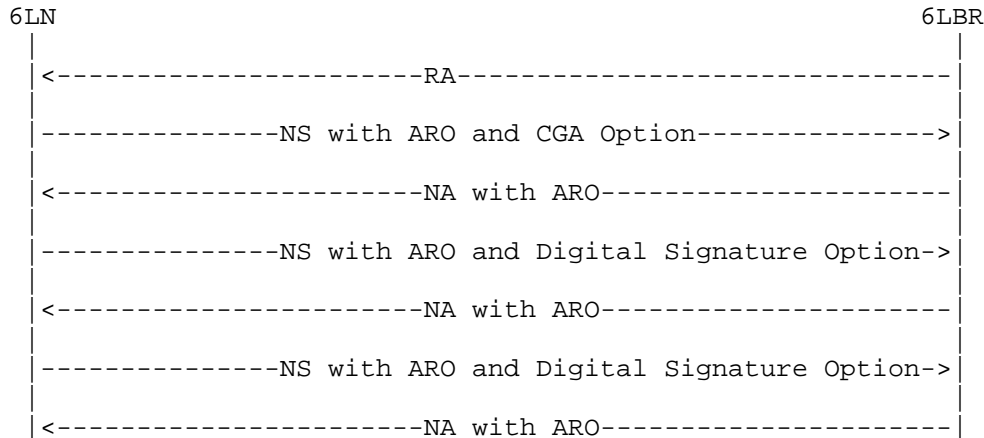 6LN 6LBR
| |
|<-----------------------RA-------------------------------|
| |
|---------------NS with ARO and CGA Option--------------->|
| |
|<-----------------------NA with ARO----------------------|
| |
|---------------NS with ARO and Digital Signature Option->|
| |
|<-----------------------NA with ARO----------------------|
| |
|---------------NS with ARO and Digital Signature Option->|
| |
|<-----------------------NA with ARO----------------------|